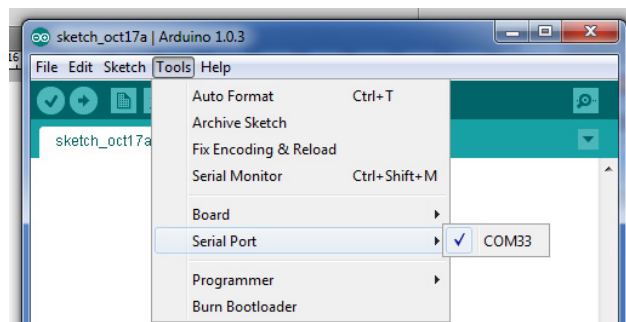 sketch_oct17a | Arduino 1.0.3
16
File Edit Sketch Tools Help
Auto Format Ctrl+T
sketch_oct17a
Archive Sketch
Fix Encoding & Reload
Serial Monitor Ctrl+Shift+M
Board
Serial Port COM33
Programmer
Burn Bootloader